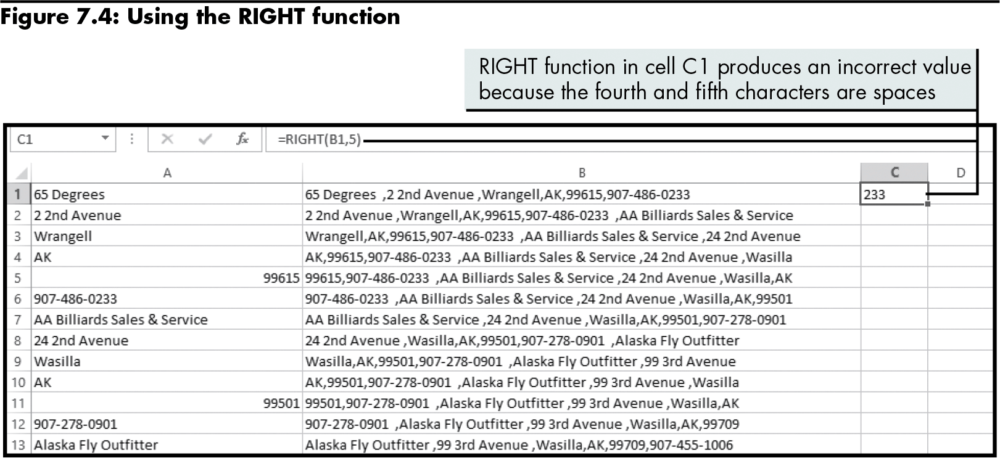 Figure 7.4: Using the RIGHT function
RIGHT function in cell C1 produces an incorrect value
because the fourth and fifth characters are spaces
C1 fx =RIGHT(B1,5)
A B C D
1 65 Degrees 65 Degrees ,2 2nd Avenue ,Wrangell,AK,99615,907-486-0233 233
2 2 2nd Avenue 2 2nd Avenue ,Wrangell,AK,99615,907-486-0233 ,AA Billiards Sales & Service
3 Wrangell Wrangell,AK,99615,907-486-0233 ,AA Billiards Sales & Service ,24 2nd Avenue
4 AK AK,99615,907-486-0233 ,AA Billiards Sales & Service ,24 2nd Avenue ,Wasilla
5 99615 99615,907-486-0233 ,AA Billiards Sales & Service ,24 2nd Avenue ,Wasilla,AK
6 907-486-0233 907-486-0233 ,AA Billiards Sales & Service ,24 2nd Avenue ,Wasilla,AK,99501
7 AA Billiards Sales & Service AA Billiards Sales & Service ,24 2nd Avenue ,Wasilla,AK,99501,907-278-0901
8 24 2nd Avenue 24 2nd Avenue ,Wasilla,AK,99501,907-278-0901 ,Alaska Fly Outfitter
9 Wasilla Wasilla,AK,99501,907-278-0901 ,Alaska Fly Outfitter ,99 3rd Avenue
10 AK AK,99501,907-278-0901 ,Alaska Fly Outfitter ,99 3rd Avenue ,Wasilla
11 99501 99501,907-278-0901 ,Alaska Fly Outfitter ,99 3rd Avenue ,Wasilla,AK
12 907-278-0901 907-278-0901 ,Alaska Fly Outfitter ,99 3rd Avenue ,Wasilla,AK,99709
13 Alaska Fly Outfitter Alaska Fly Outfitter ,99 3rd Avenue ,Wasilla,AK,99709,907-455-1006